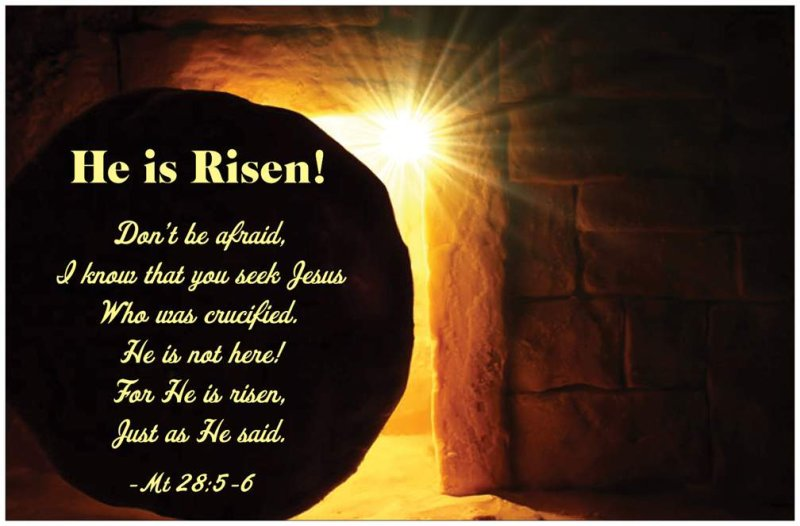 He is Risen!
Don't be afraid,
I know that you seek Jesus
Who was crucified.
He is not here!
For He is risen,
Just as He said.
-Mt 28:5-6